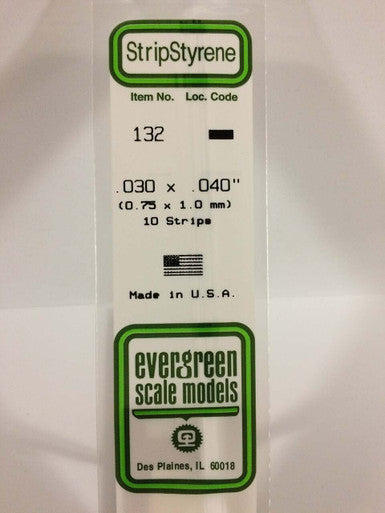 StripStyrene
Item No. Loc. Code
132
.030 x .040"
(0.75 x 1.0 mm)
10 Strips
Made in U.S.A.
evergreen
scale models
Des Plaines, IL 60018